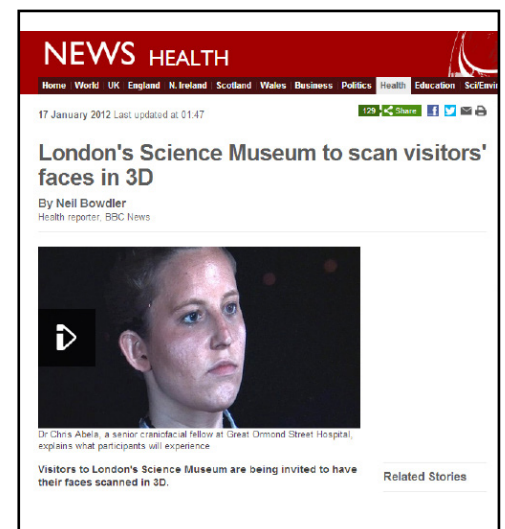 NEWS HEALTH
Home World UK England N. Ireland Scotland Wales Business Politics Health Education Sci/Envir
17 January 2012 Last updated at 01:47
129 Share
London's Science Museum to scan visitors'
faces in 3D
By Neil Bowdler
Health reporter, BBC News
Dr Chris Abela, a senior craniofacial fellow at Great Ormond Street Hospital,
explains what participants will experience
Visitors to London's Science Museum are being invited to have
their faces scanned in 3D.
Related Stories